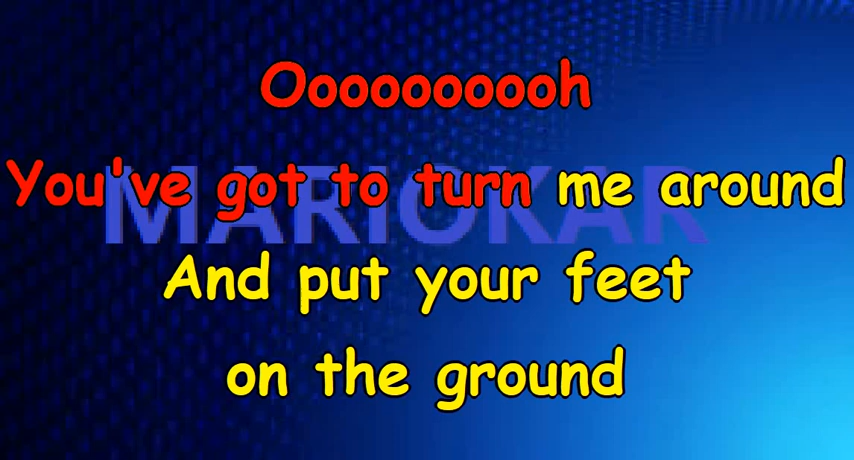 Oooooooooh
You've got to turn me around
MARIOKAR
And put your feet
on the ground